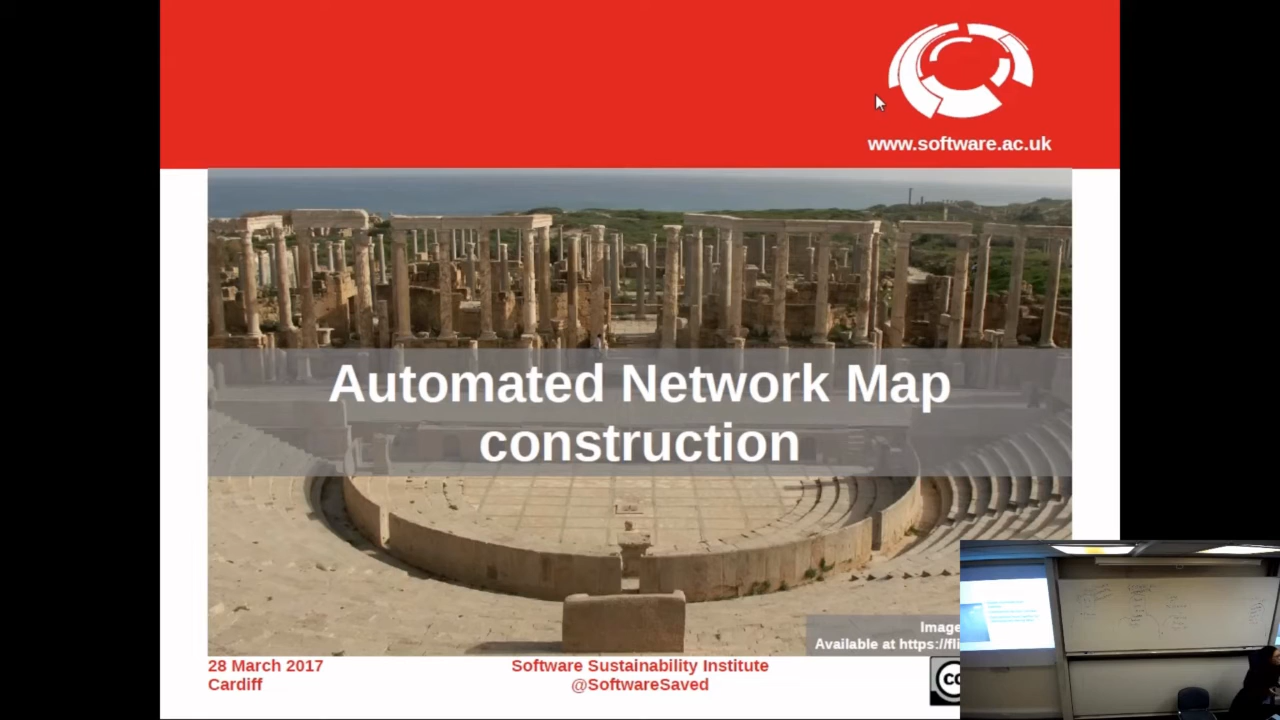 www.software.ac.uk
Automated Network Map
construction
Image
Available at https://fli
28 March 2017
Cardiff
Software Sustainability Institute
@SoftwareSaved
cc